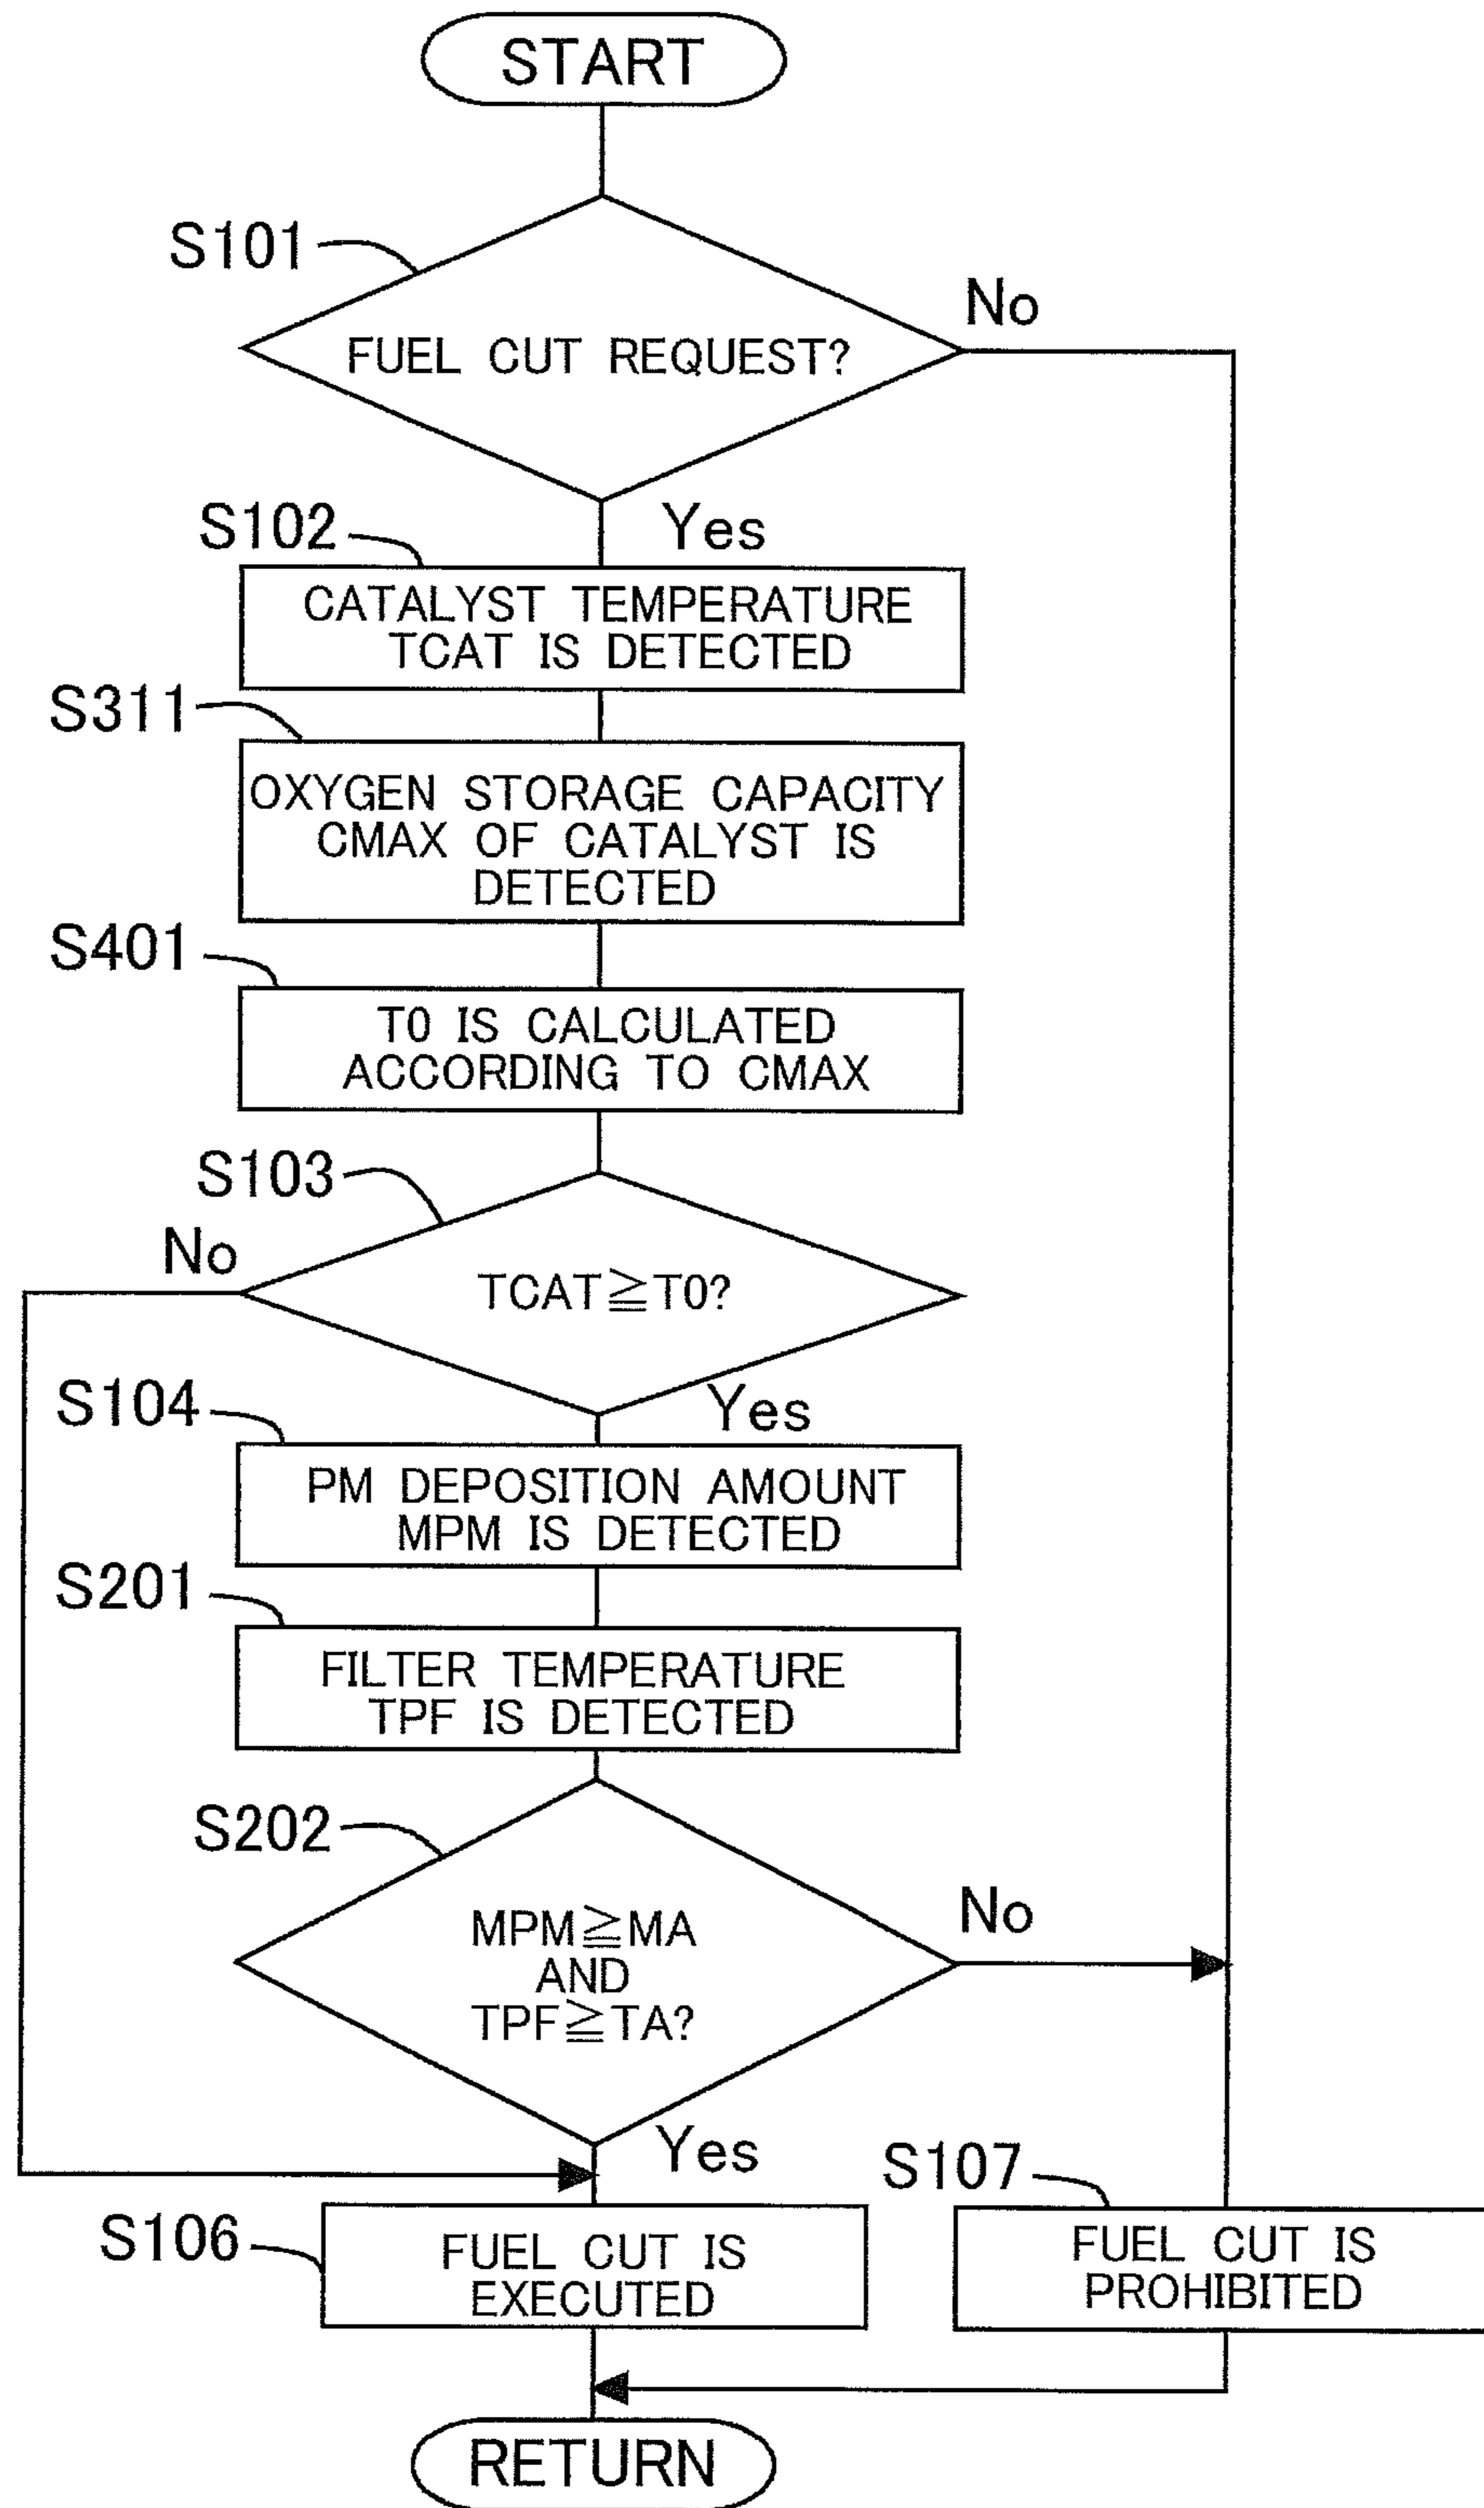 START
S101
FUEL CUT REQUEST?
No
Yes
S102
CATALYST TEMPERATURE
TCAT IS DETECTED
S311
OXYGEN STORAGE CAPACITY
CMAX OF CATALYST IS
DETECTED
S401
T0 IS CALCULATED
ACCORDING TO CMAX
S103
No
TCAT≧T0?
Yes
S104
PM DEPOSITION AMOUNT
MPM IS DETECTED
S201
FILTER TEMPERATURE
TPF IS DETECTED
S202
MPM≧MA
AND
TPF≧TA?
No
Yes
S106
FUEL CUT IS
EXECUTED
S107
FUEL CUT IS
PROHIBITED
RETURN